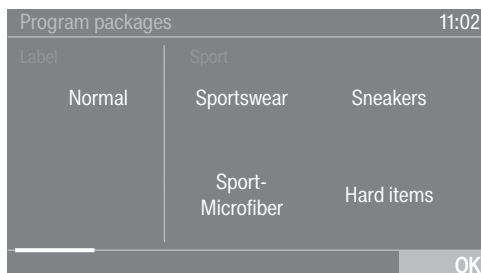 Program packages 11:02
Label Sport
Normal Sportswear Sneakers
Sport-
Microfiber
Hard items
OK